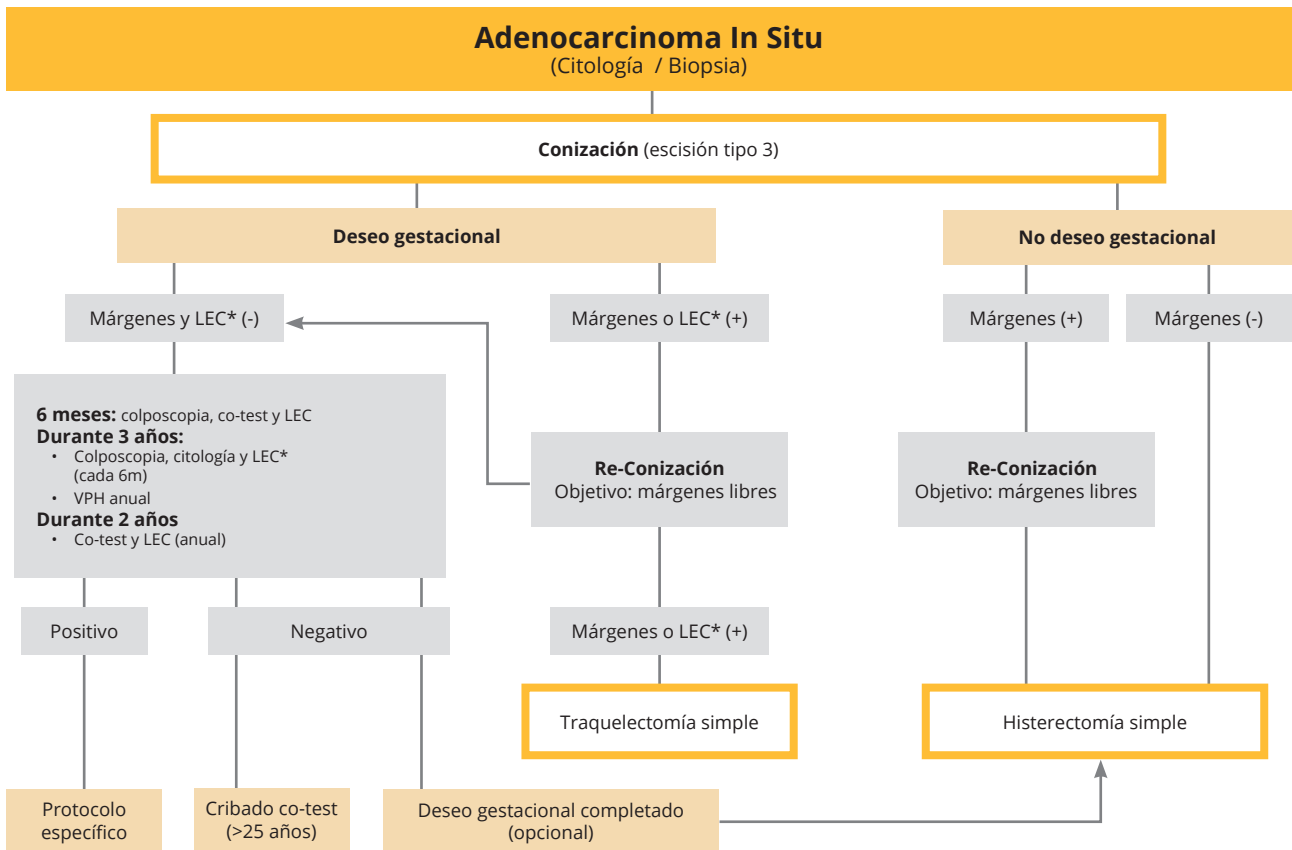 Adenocarcinoma In Situ
(Citología / Biopsia)
Conización (escisión tipo 3)
Deseo gestacional
No deseo gestacional
Márgenes y LEC* (-)
Márgenes o LEC* (+)
Márgenes (+)
Márgenes (-)
6 meses: colposcopia, co-test y LEC
Durante 3 años:
• Colposcopia, citología y LEC*
(cada 6m)
• VPH anual
Durante 2 años
• Co-test y LEC (anual)
Re-Conización
Objetivo: márgenes libres
Re-Conización
Objetivo: márgenes libres
Positivo
Negativo
Márgenes o LEC* (+)
Traquelectomía simple
Histerectomía simple
Protocolo
específico
Cribado co-test
(>25 años)
Deseo gestacional completado
(opcional)